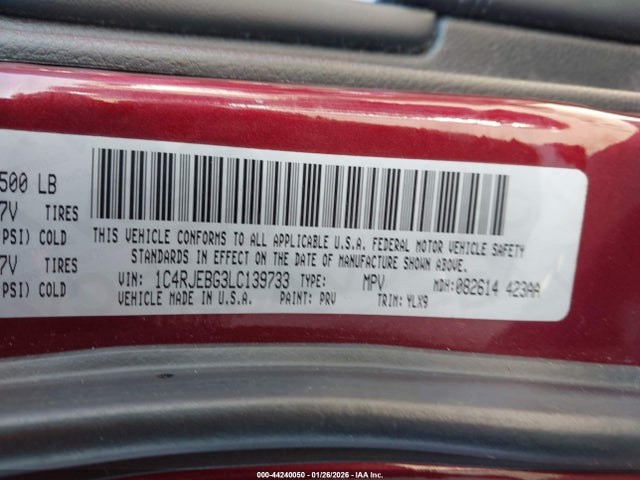 500 LB
7V TIRES
PSI) COLD
7V TIRES
PSI) COLD
THIS VEHICLE CONFORMS TO ALL APPLICABLE U.S.A. FEDERAL MOTOR VEHICLE SAFETY
STANDARDS IN EFFECT ON THE DATE OF MANUFACTURE SHOWN ABOVE.
VIN: 1C4RJEBG3LC139733 TYPE: MPV MDH: 082614 423AA
VEHICLE MADE IN U.S.A. PAINT: PRV TRIM: YLX9
000-44240050 - 01/26/2026 - IAA Inc.